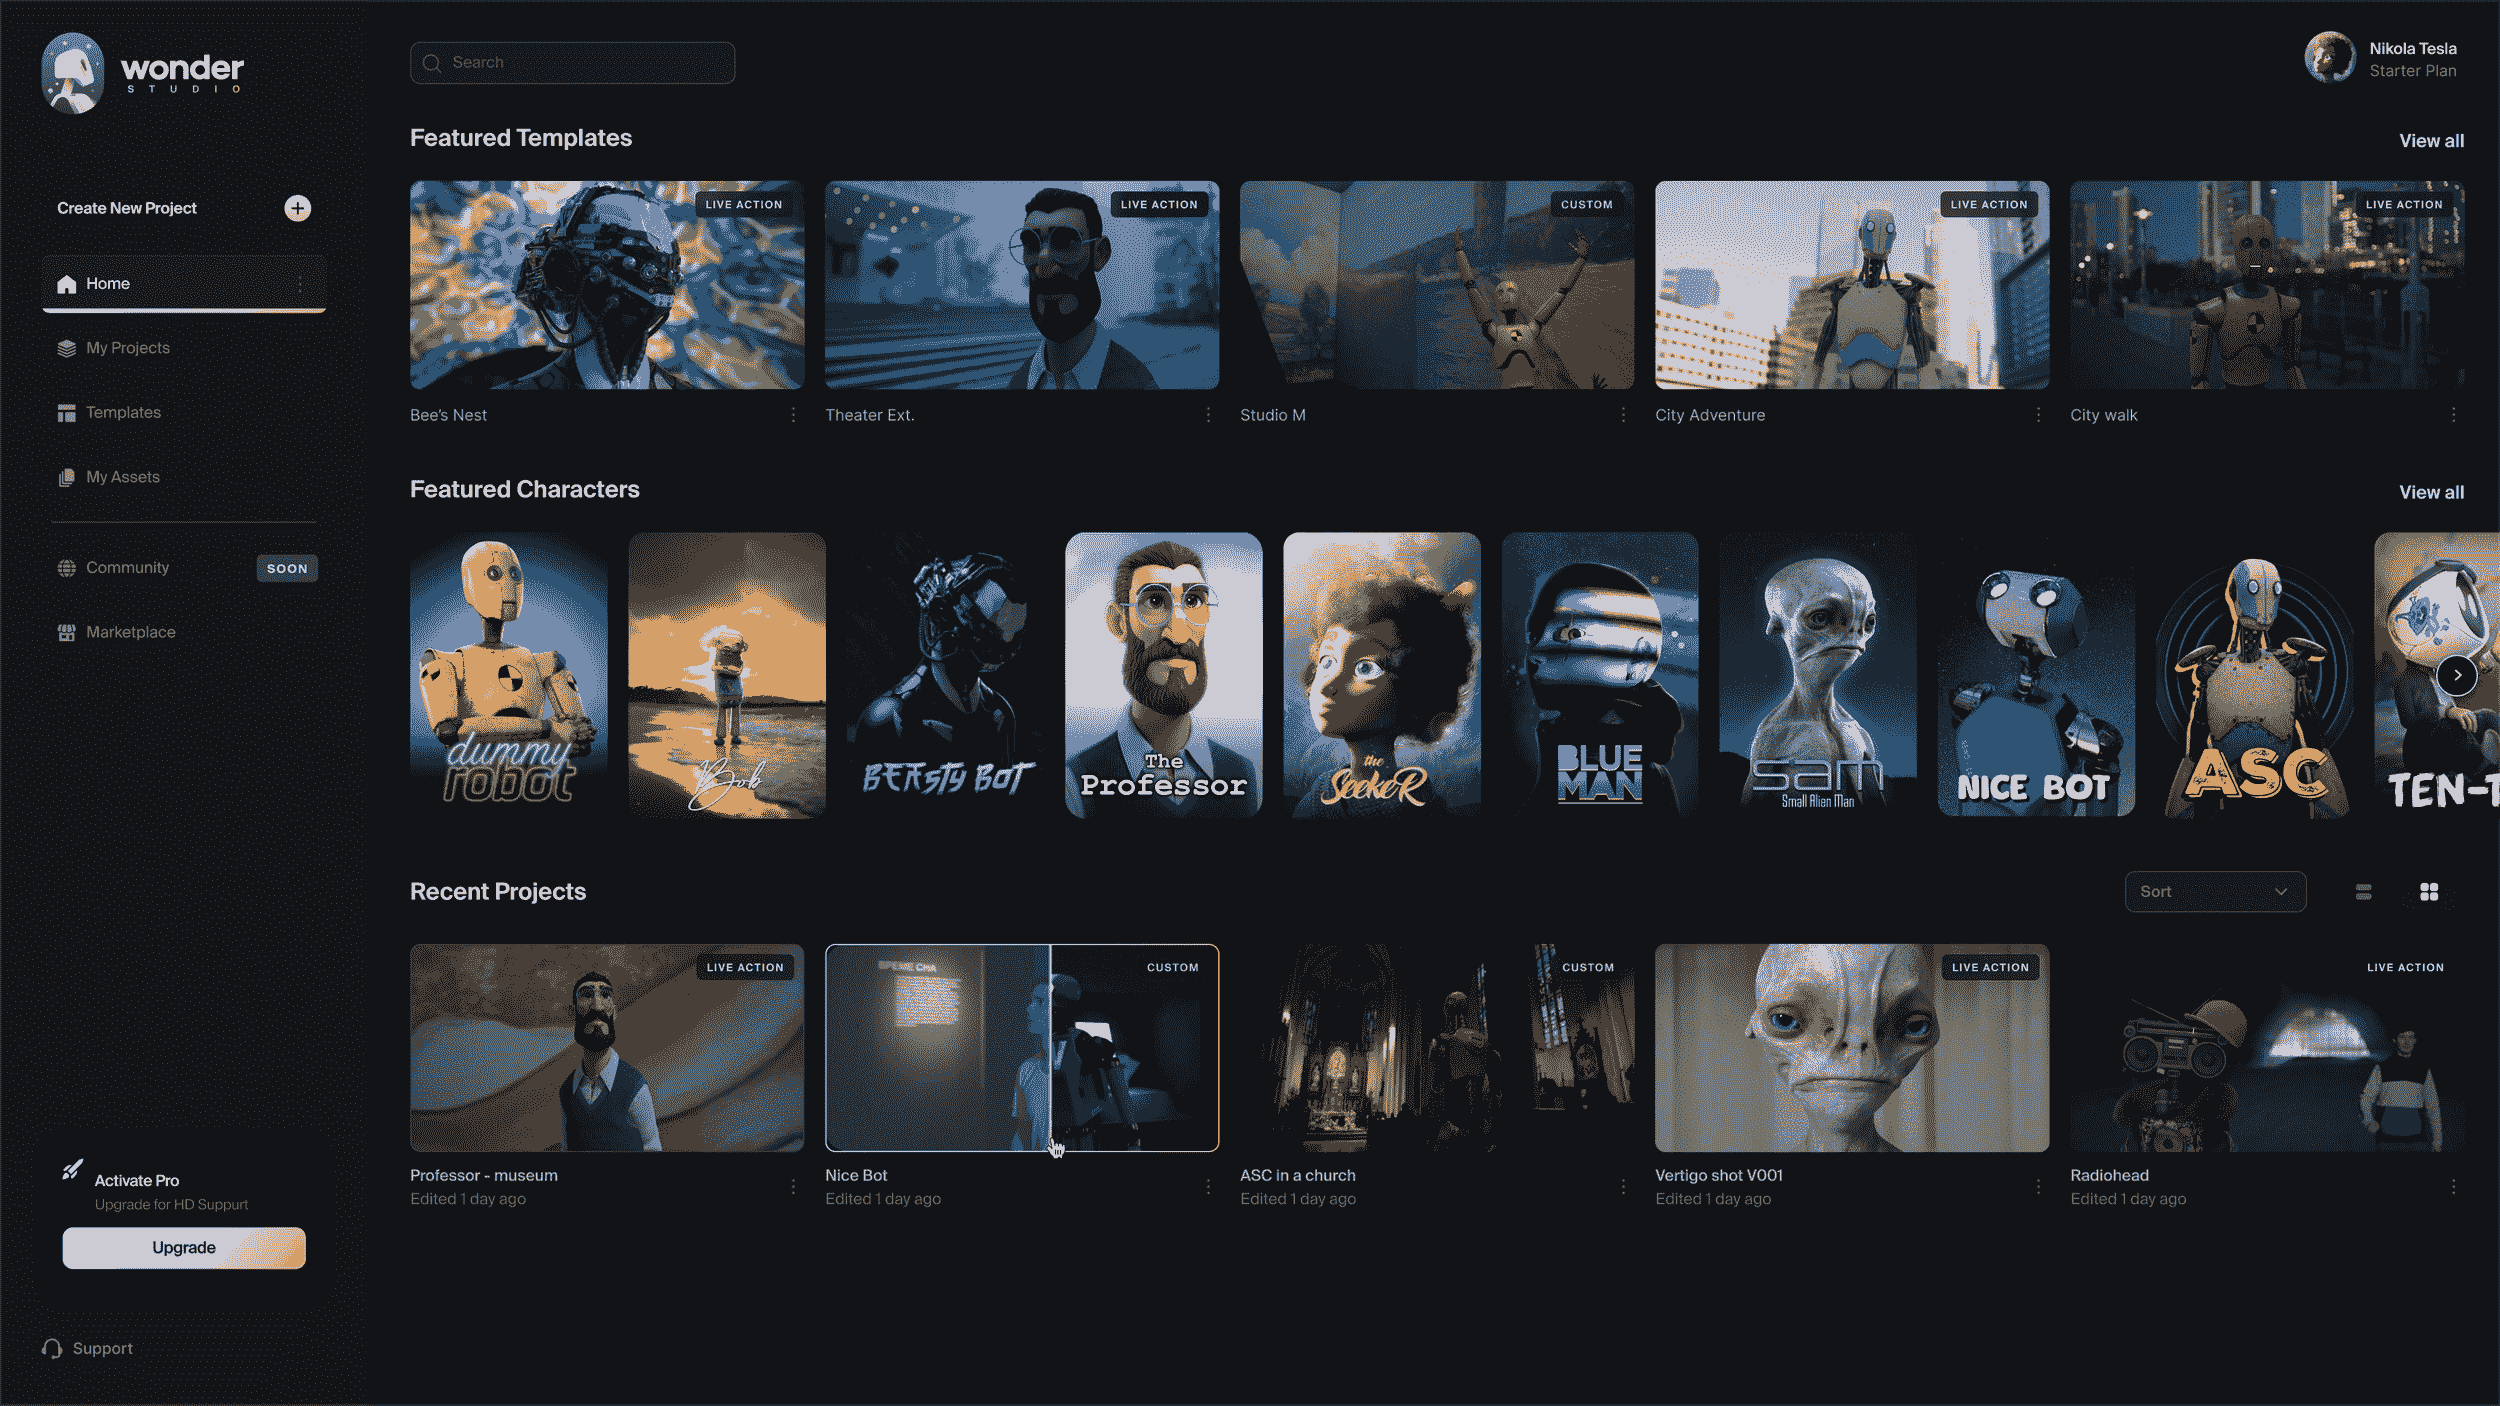 wonder
STUDIO
Search
Nikola Tesla
Starter Plan
Create New Project
Home
My Projects
Templates
My Assets
Community
SOON
Marketplace
Activate Pro
Upgrade for HD Suppurt
Upgrade
Support
Featured Templates
View all
LIVE ACTION
LIVE ACTION
CUSTOM
LIVE ACTION
LIVE ACTION
Bee's Nest
Theater Ext.
Studio M
City Adventure
City walk
Featured Characters
View all
dummy
robot
Bob
BEASTY BOT
The
Professor
the
SeekeR
BLUE
MAN
sam
Small Alien Man
NICE BOT
ASC
TEN-T
Recent Projects
Sort
LIVE ACTION
CUSTOM
CUSTOM
LIVE ACTION
LIVE ACTION
Professor - museum
Edited 1 day ago
Nice Bot
Edited 1 day ago
ASC in a church
Edited 1 day ago
Vertigo shot V001
Edited 1 day ago
Radiohead
Edited 1 day ago